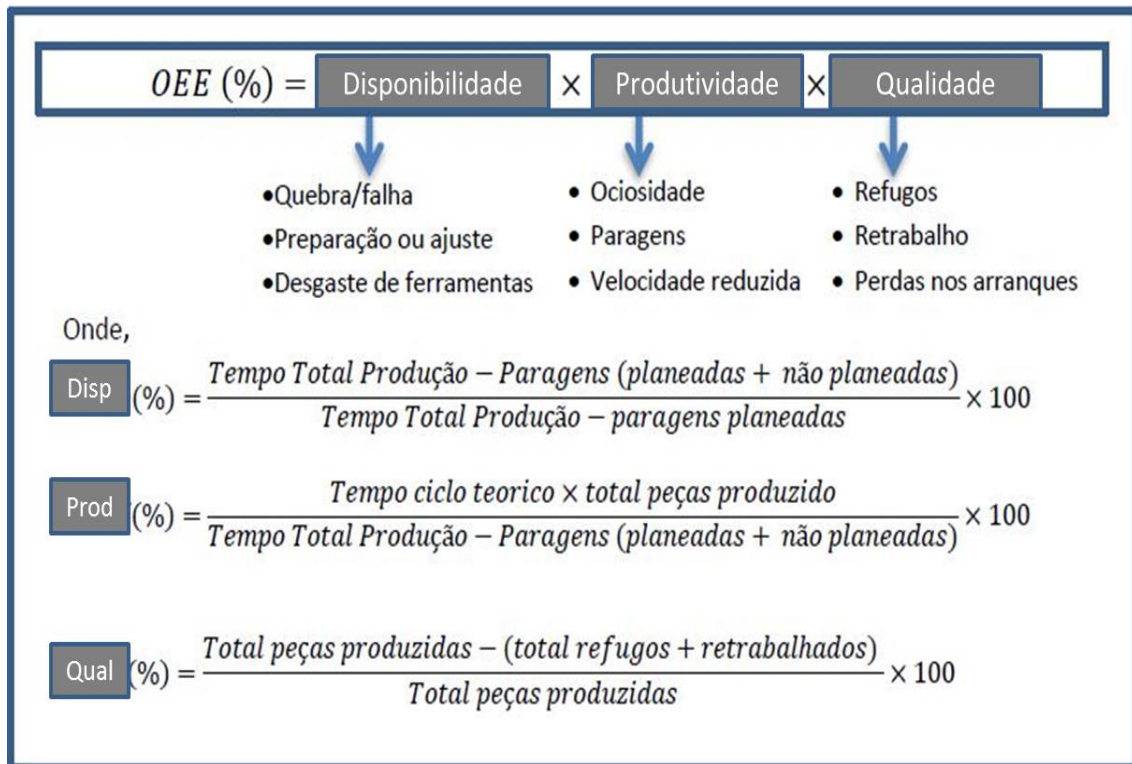 OEE (%) = Disponibilidade × Produtividade × Qualidade
•Quebra/falha
•Preparação ou ajuste
•Desgaste de ferramentas
• Ociosidade
• Paragens
• Velocidade reduzida
• Refugos
• Retrabalho
• Perdas nos arranques
Onde,
Disp (%) = Tempo Total Produção − Paragens (planeadas + não planeadas)
Tempo Total Produção − paragens planeadas
× 100
Prod (%) = Tempo ciclo teorico × total peças produzido
Tempo Total Produção − Paragens (planeadas + não planeadas)
× 100
Qual (%) = Total peças produzidas − (total refugos + retrabalhados)
Total peças produzidas
× 100